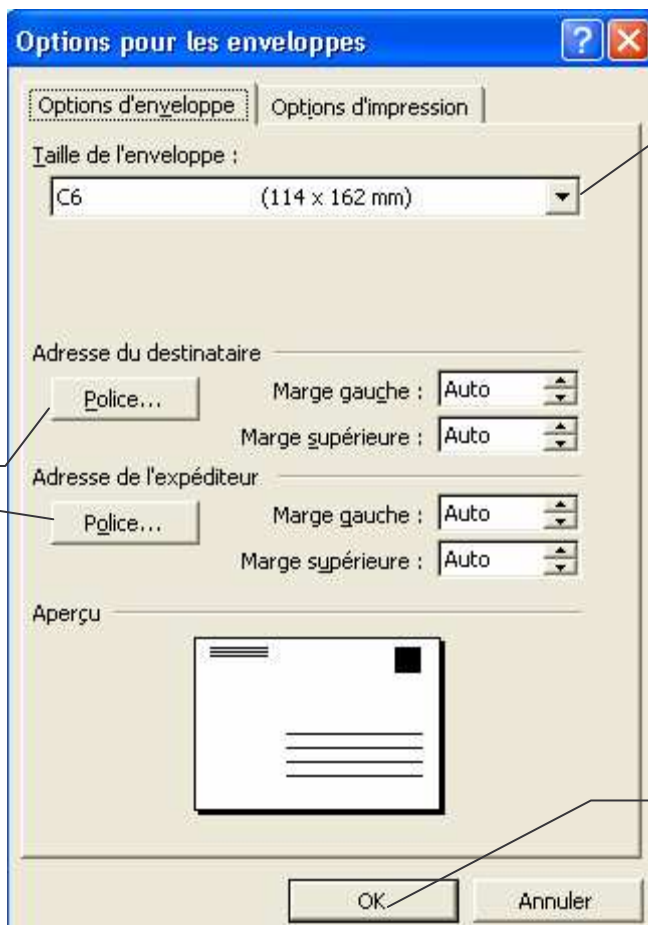 Options pour les enveloppes
Options d'enveloppe Options d'impression
Taille de l'enveloppe :
C6 (114 x 162 mm)
Adresse du destinataire
Police... Marge gauche : Auto
Marge supérieure : Auto
Adresse de l'expéditeur
Police... Marge gauche : Auto
Marge supérieure : Auto
Aperçu
OK Annuler